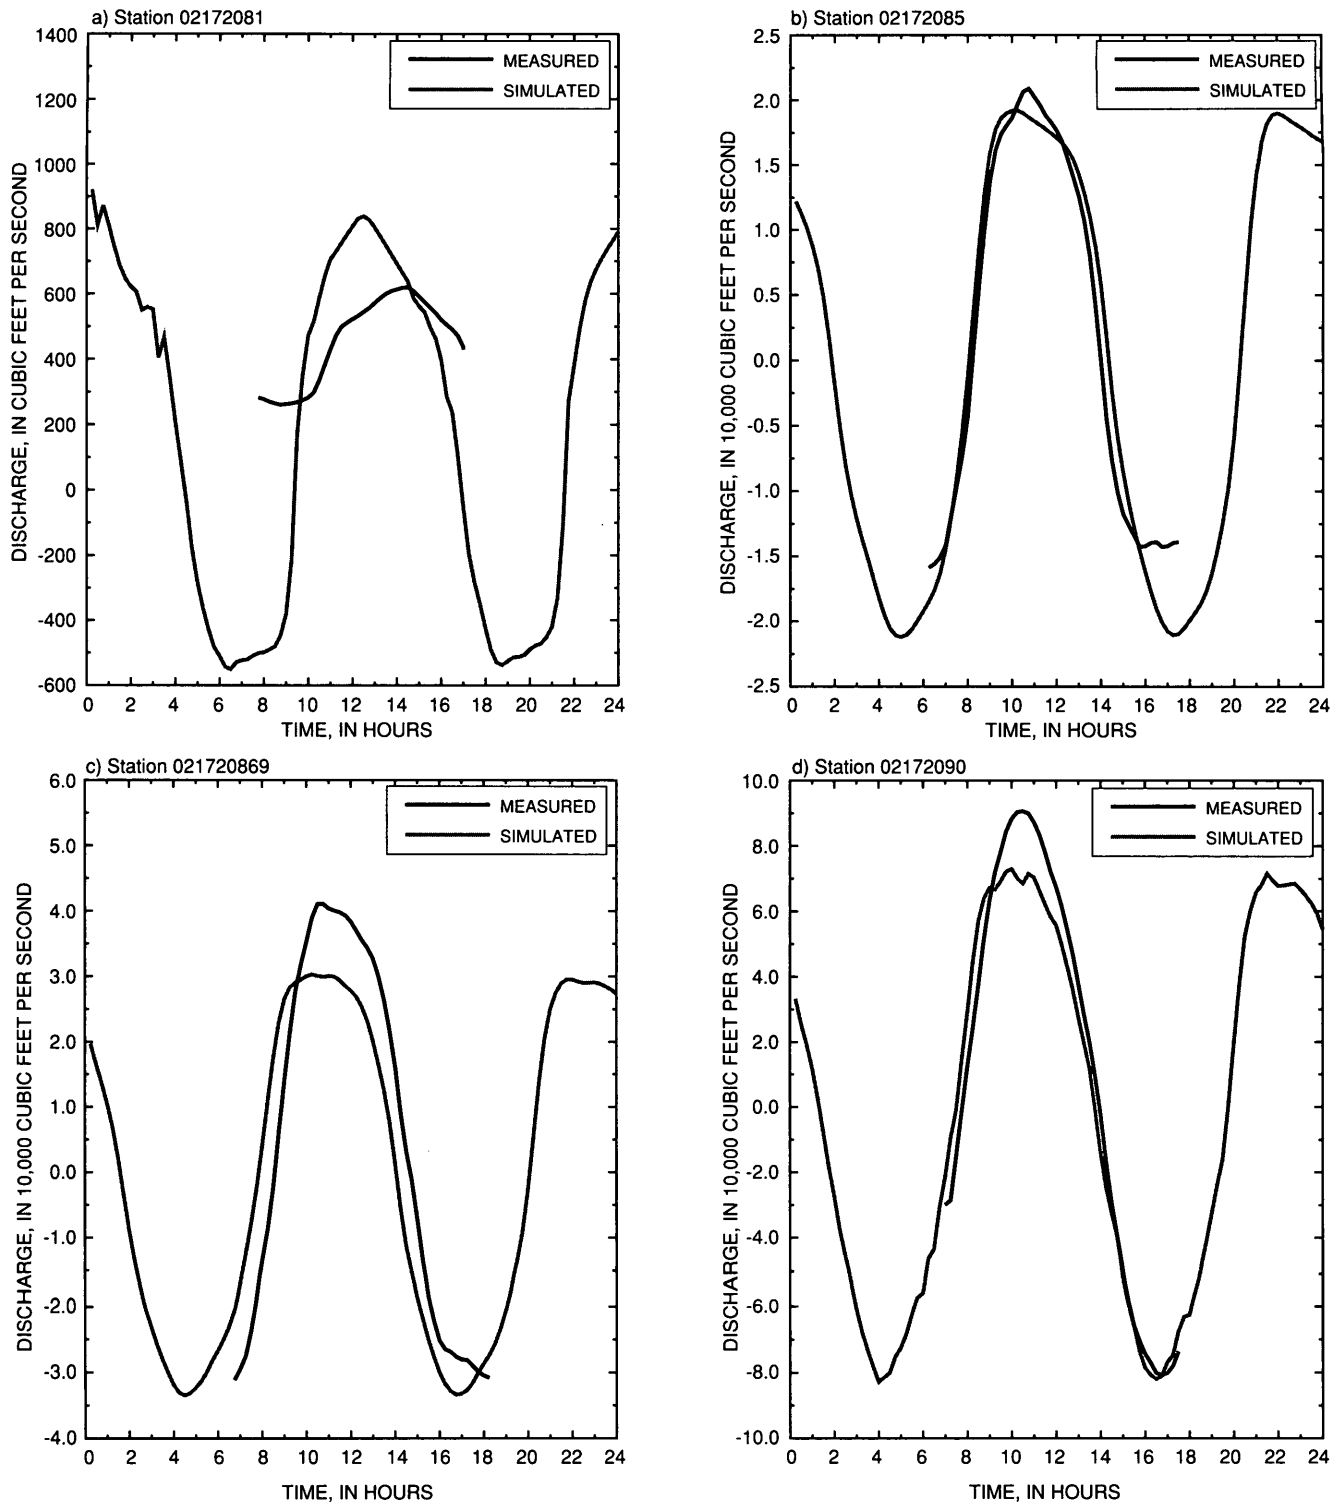 a) Station 02172081
1400
1200
1000
800
600
400
200
0
-200
-400
-600
DISCHARGE, IN CUBIC FEET PER SECOND
MEASURED
SIMULATED
0 2 4 6 8 10 12 14 16 18 20 22 24
TIME, IN HOURS
b) Station 02172085
2.5
2.0
1.5
1.0
0.5
0.0
-0.5
-1.0
-1.5
-2.0
-2.5
DISCHARGE, IN 10,000 CUBIC FEET PER SECOND
MEASURED
SIMULATED
0 2 4 6 8 10 12 14 16 18 20 22 24
TIME, IN HOURS
c) Station 021720869
6.0
5.0
4.0
3.0
2.0
1.0
0.0
-1.0
-2.0
-3.0
-4.0
DISCHARGE, IN 10,000 CUBIC FEET PER SECOND
MEASURED
SIMULATED
0 2 4 6 8 10 12 14 16 18 20 22 24
TIME, IN HOURS
d) Station 02172090
10.0
8.0
6.0
4.0
2.0
0.0
-2.0
-4.0
-6.0
-8.0
-10.0
DISCHARGE, IN 10,000 CUBIC FEET PER SECOND
MEASURED
SIMULATED
0 2 4 6 8 10 12 14 16 18 20 22 24
TIME, IN HOURS